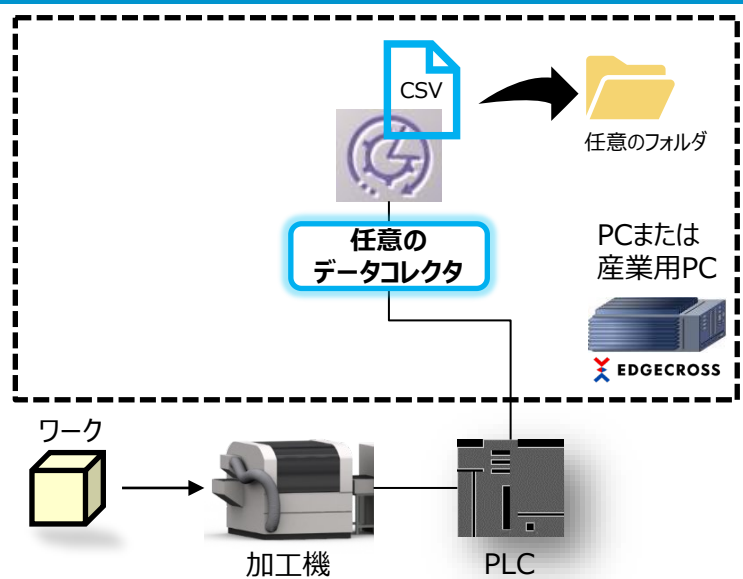 CSV
任意のフォルダ
任意の
データコレクタ
PCまたは
産業用PC
EDGECROSS
ワーク
加工機
PLC